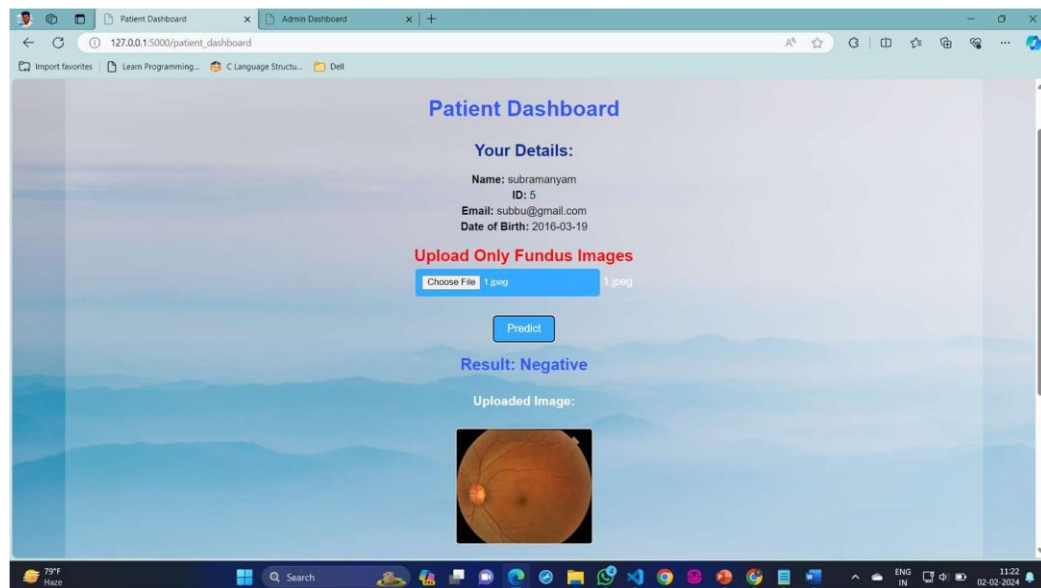 Patient Dashboard
Admin Dashboard
127.0.0.1:5000/patient_dashboard
Import favorites
Learn Programming...
C Language Structu...
Dell
Patient Dashboard
Your Details:
Name: subramanyam
ID: 5
Email: subbu@gmail.com
Date of Birth: 2016-03-19
Upload Only Fundus Images
Choose File 1.jpeg 1.jpeg
Predict
Result: Negative
Uploaded Image:
79°F
Haze
Search
ENG
IN
11:22
02-02-2024